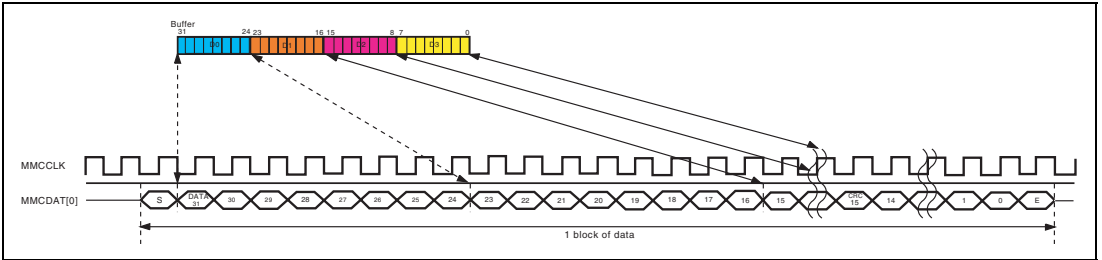 Buffer
31 24 23 16 15 8 7 0
D0 D1 D2 D3
MMCCLK
MMCDAT[0]
S DATA 31 30 29 28 27 26 25 24 23 22 21 20 19 18 17 16 15 CRC 15 14 1 0 E
1 block of data